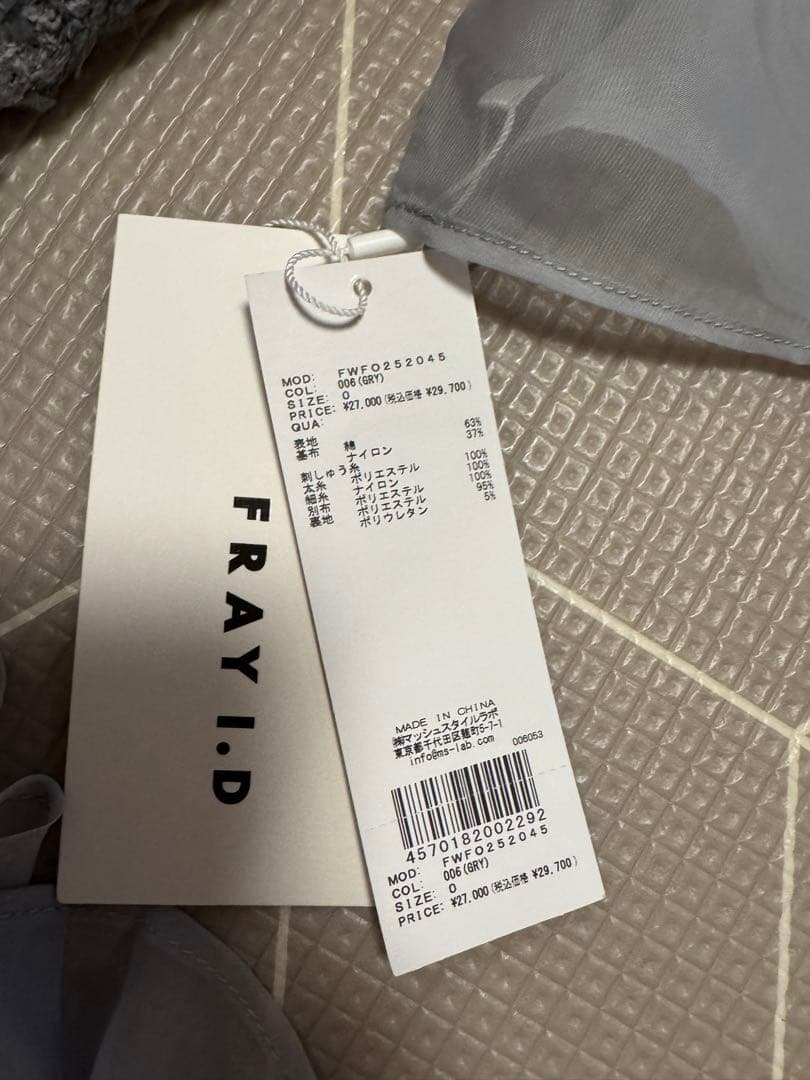 FRAY I.D
MOD: FWFO252045
COL: 006(GRY)
SIZE: 0
PRICE: ¥27,000(税込価格 ¥29,700)
QUA:
表地
基布 綿 63%
ナイロン 37%
刺しゅう糸
太糸 ポリエステル 100%
細糸 ナイロン 100%
別布 ポリエステル 100%
裏地 ポリエステル 95%
ポリウレタン 5%
MADE IN CHINA
㈱マッシュスタイルラボ
東京都千代田区麹町5-7-1
info@ms-lab.com 006053
4570182002292
MOD: FWFO252045
COL: 006(GRY)
SIZE: 0
PRICE: ¥27,000(税込価格 ¥29,700)